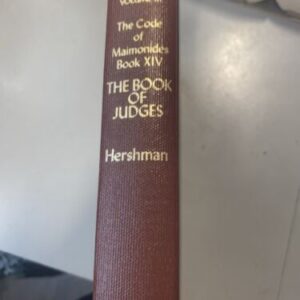 The Code
of
Maimonides
Book XIV
THE BOOK
OF
JUDGES
Hershman